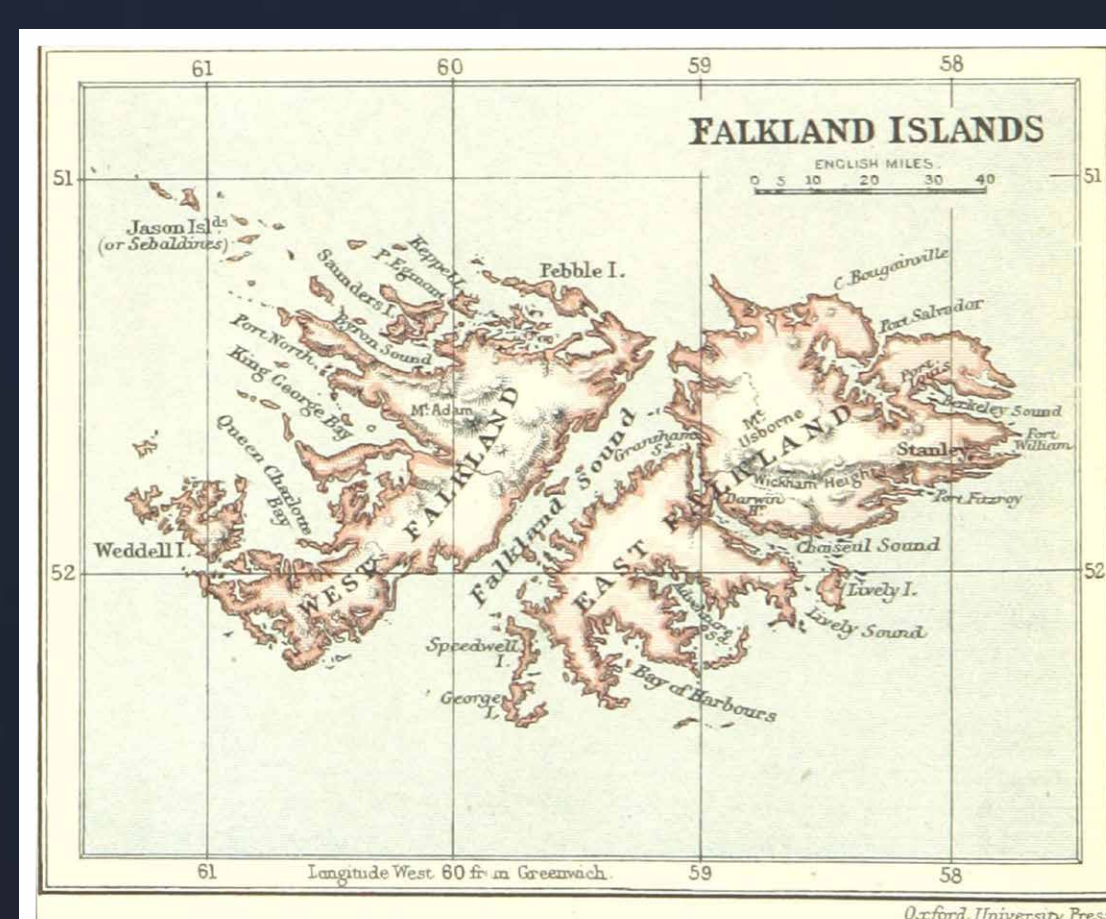 61 60 59 58
FALKLAND ISLANDS
ENGLISH MILES.
0 5 10 20 30 40
51 51
Jason Isl.ds
(or Sebaldines)
Keppel I.
P. Egmont
Saunders I.
Pebble I.
C. Bougainville
Port Salvador
Byron Sound
Port North.
King George Bay
Mt. Adam
Port Louis
Berkeley Sound
Port William
Stanley
Mt. Usborne
Wickham Heights
Port Fitzroy
Grantham Sd.
Darwin Hr.
Queen Charlotte
Bay
WEST FALKLAND
Falkland Sound
EAST FALKLAND
Choiseul Sound
Weddell I.
52 52
Lively I.
Lively Sound
Adventure Sd.
Speedwell
I.
George
I.
Bay of Harbours
61 Longitude West 60 from Greenwich. 59 58
Oxford University Press